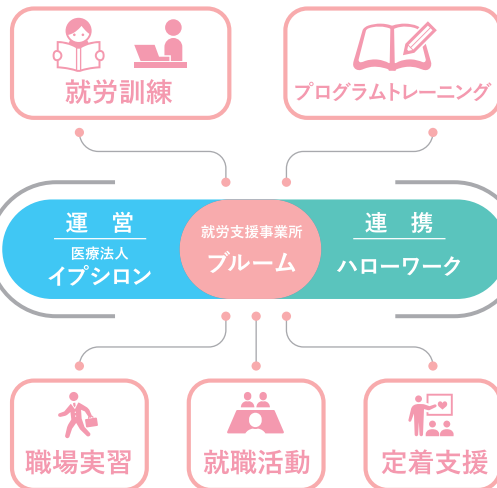 就労訓練
プログラムトレーニング
運営
医療法人
イプシロン
就労支援事業所
ブルーム
連携
ハローワーク
職場実習
就職活動
定着支援